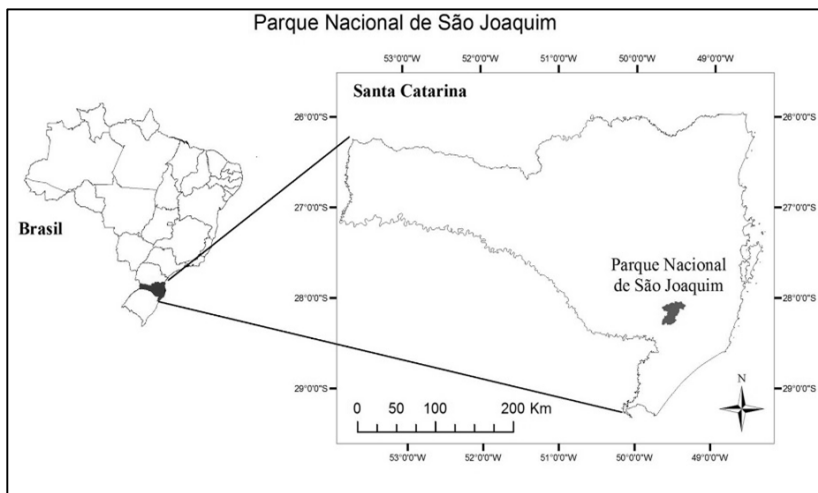 Parque Nacional de São Joaquim
53°0'0"W 52°0'0"W 51°0'0"W 50°0'0"W 49°0'0"W
Santa Catarina
26°0'0"S 26°0'0"S
27°0'0"S 27°0'0"S
Brasil
Parque Nacional
de São Joaquim
28°0'0"S 28°0'0"S
29°0'0"S 29°0'0"S
N
0 50 100 200 Km
53°0'0"W 52°0'0"W 51°0'0"W 50°0'0"W 49°0'0"W